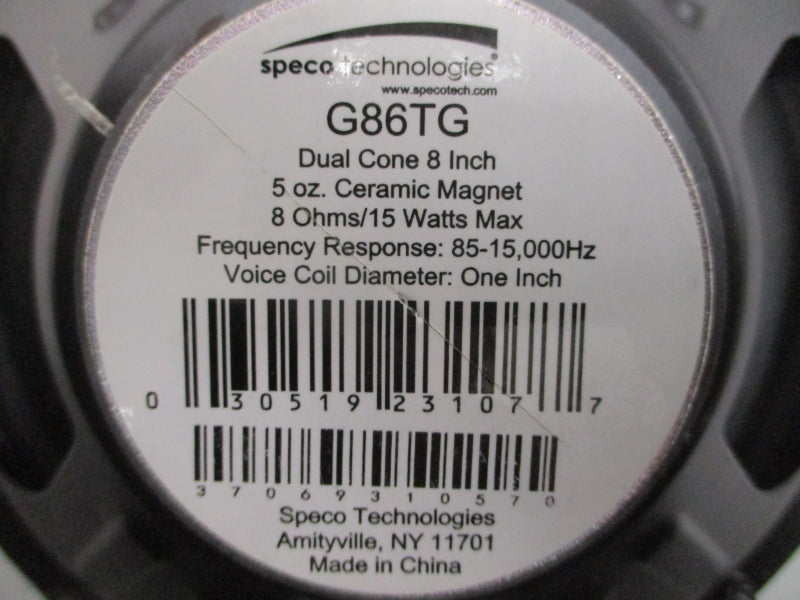 speco technologies
www.specotech.com
G86TG
Dual Cone 8 Inch
5 oz. Ceramic Magnet
8 Ohms/15 Watts Max
Frequency Response: 85-15,000Hz
Voice Coil Diameter: One Inch
0 30519 23107 7
37069310570
Speco Technologies
Amityville, NY 11701
Made in China